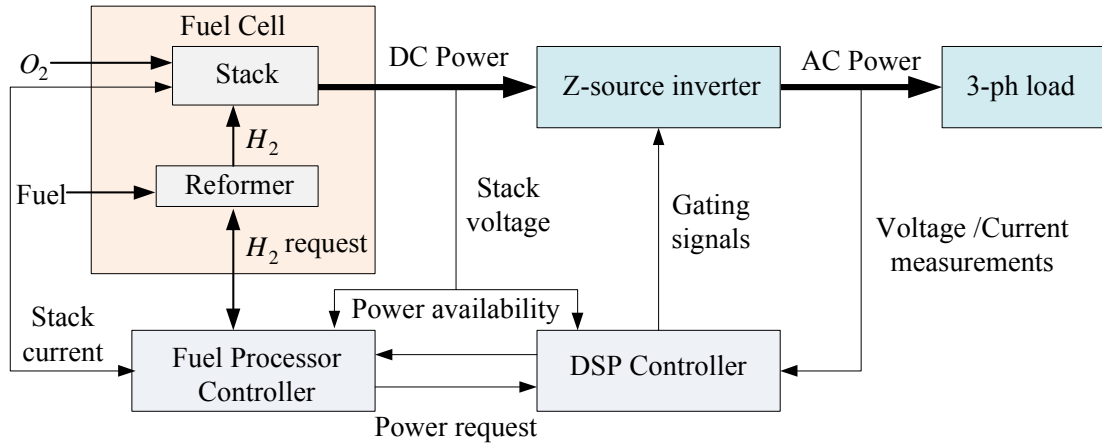 Fuel Cell
O2
Stack
DC Power
Z-source inverter
AC Power
3-ph load
H2
Fuel
Reformer
Stack
voltage
Gating
signals
H2 request
Voltage /Current
measurements
Power availability
Stack
current
Fuel Processor
Controller
DSP Controller
Power request